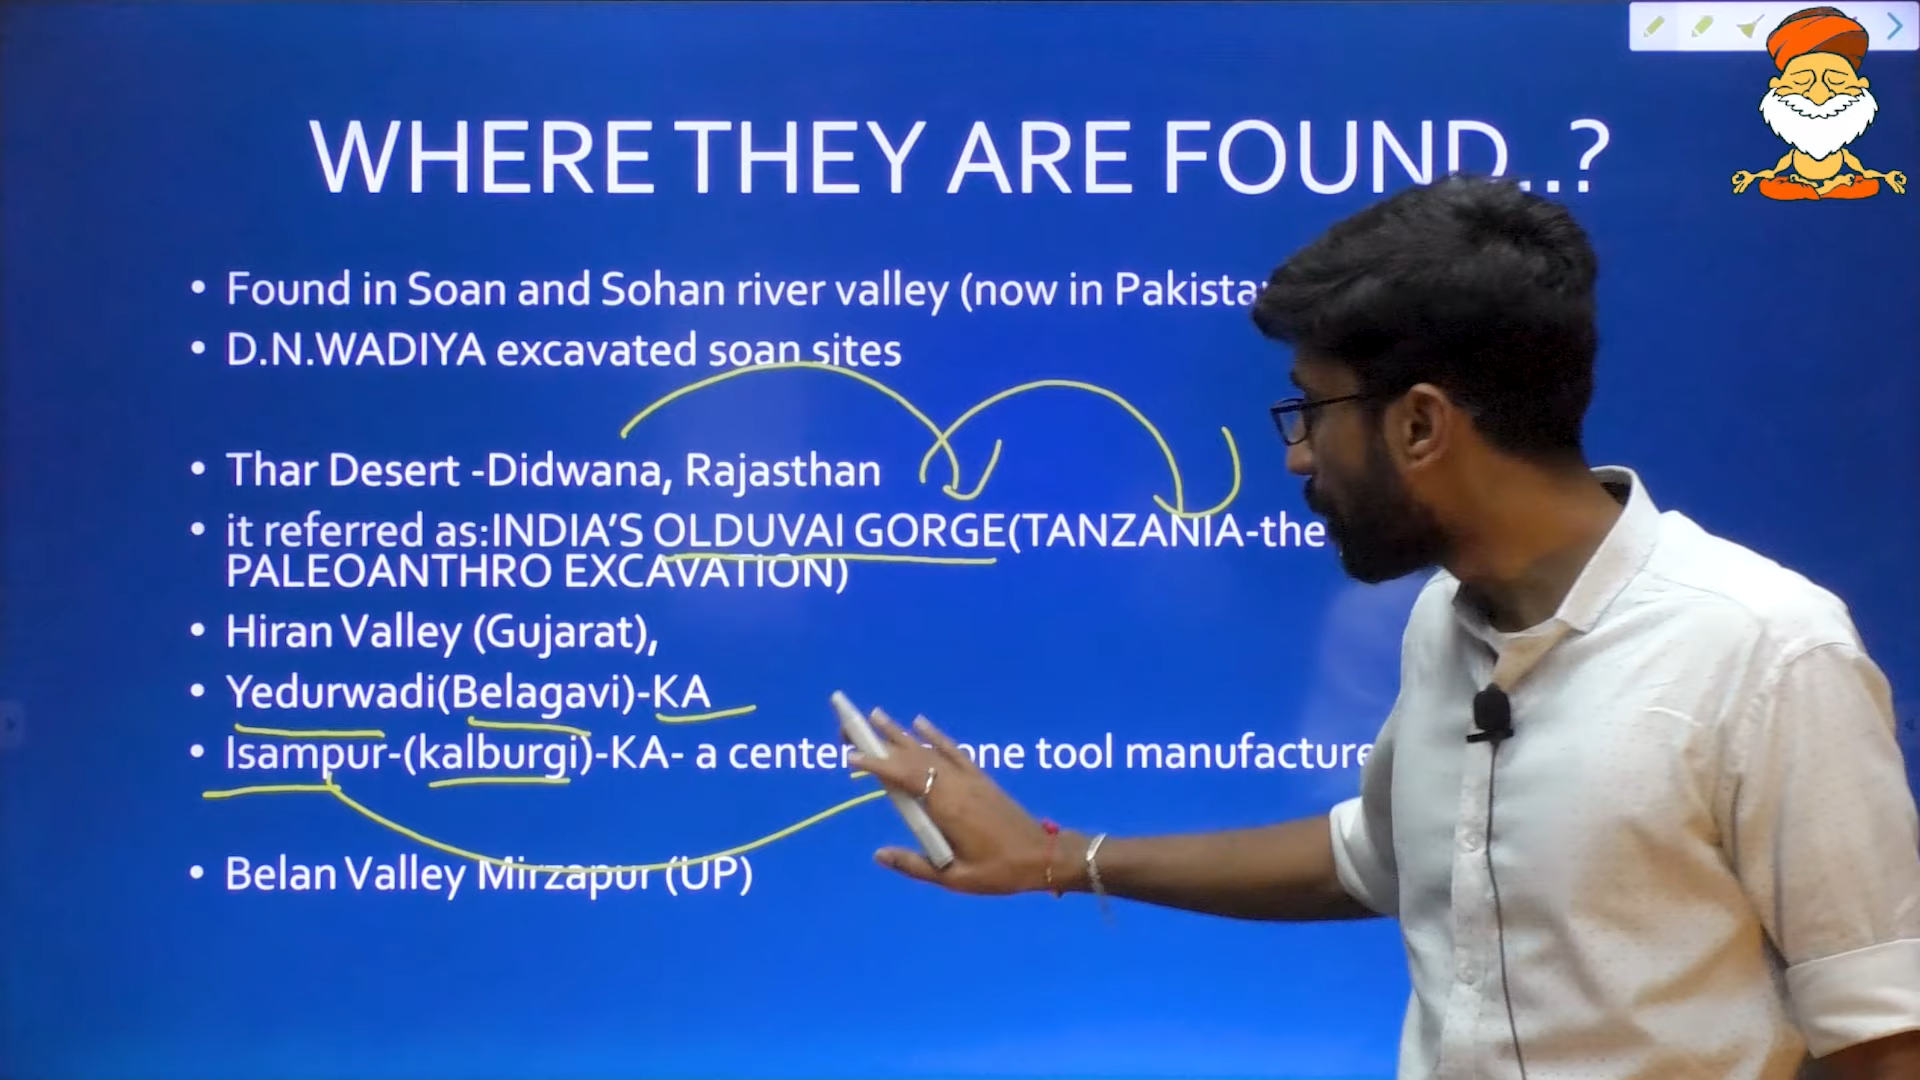 WHERE THEY ARE FOUND..?
• Found in Soan and Sohan river valley (now in
• D.N.WADIYA excavated soan sites
• Thar Desert -Didwana, Rajasthan
• it referred as:INDIA'S OLDUVAI GORGE(TANZANIA-the
PALEOANTHRO EXCAVATION)
• Hiran Valley (Gujarat),
• Yedurwadi(Belagavi)-KA
• Isampur-(kalburgi)-KA- a center tool manufacture
• Belan Valley Mirzapur (UP)